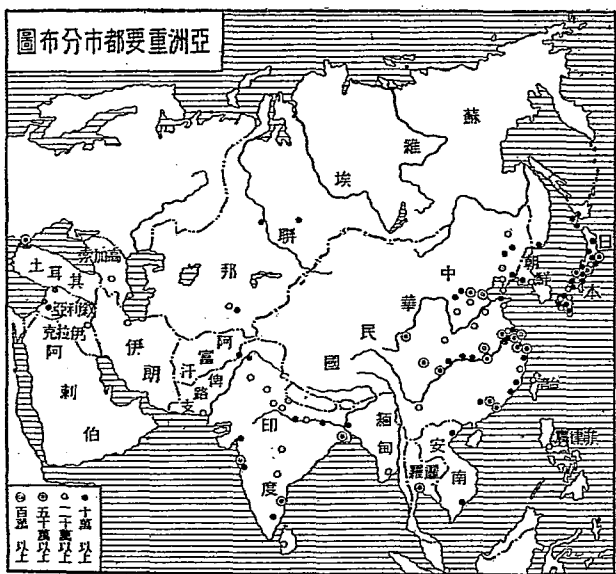 亞洲重要都市分布圖
蘇
維
埃
聯
邦
高加索
土耳其
敘利亞
伊拉克
阿
剌
伯
伊
朗
阿
富
汗
俾
路
支
印
度
緬
甸
暹羅
安
南
中
華
民
國
朝
鮮
日
本
台
菲律賓
十萬以上
二十萬以上
五十萬以上
百萬以上